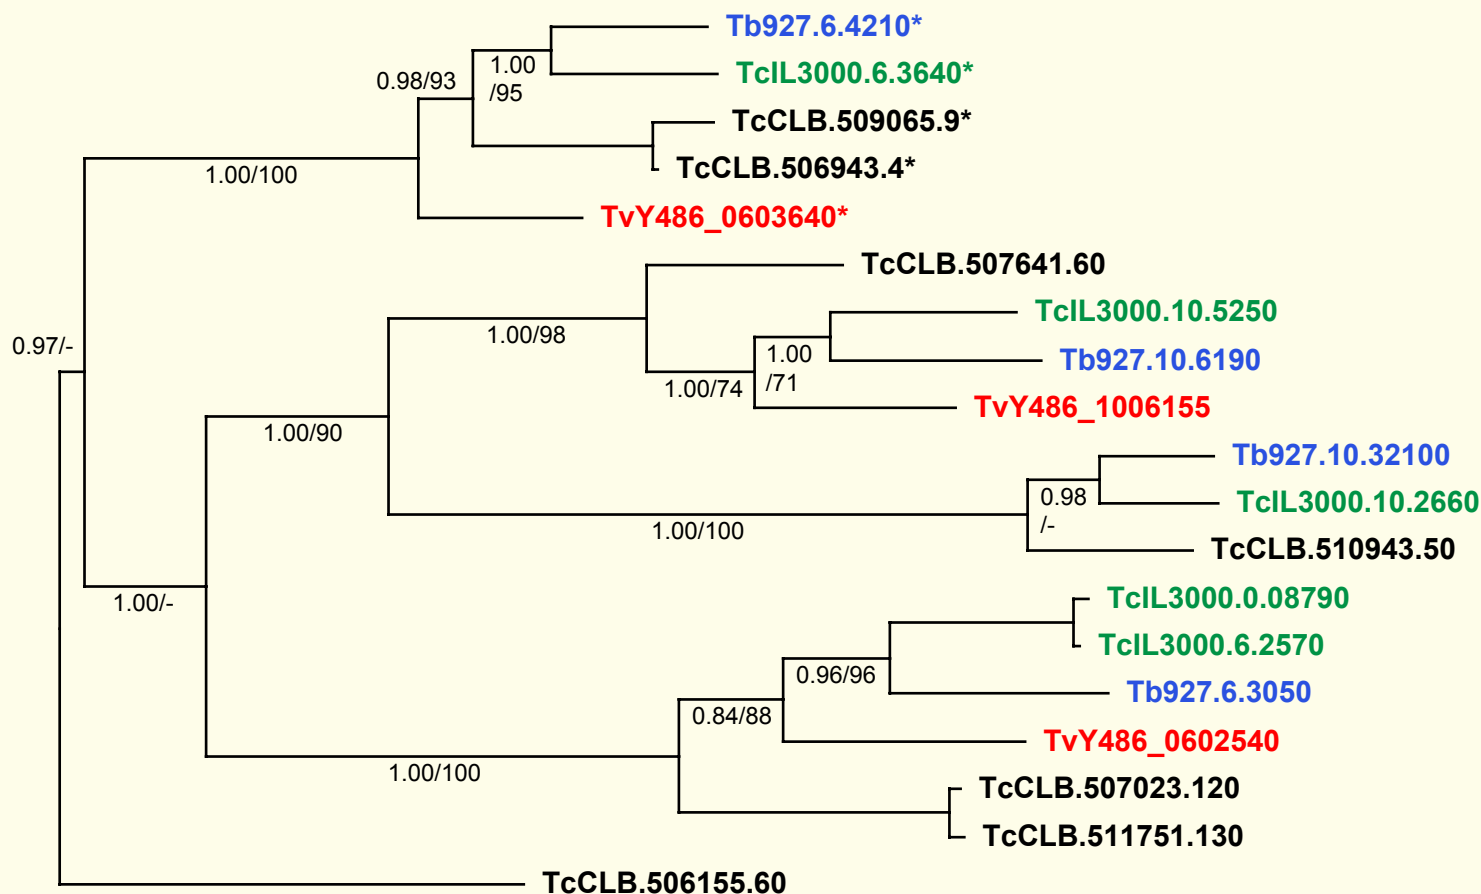 Tb927.6.4210*
1.00
/95
TcIL3000.6.3640*
0.98/93
TcCLB.509065.9*
TcCLB.506943.4*
1.00/100
TvY486_0603640*
TcCLB.507641.60
TcIL3000.10.5250
1.00/98
0.97/-
1.00
/71
Tb927.10.6190
1.00/74
TvY486_1006155
1.00/90
Tb927.10.32100
0.98
/-
TcIL3000.10.2660
1.00/100
TcCLB.510943.50
TcIL3000.0.08790
1.00/-
TcIL3000.6.2570
0.96/96
Tb927.6.3050
0.84/88
TvY486_0602540
1.00/100
TcCLB.507023.120
TcCLB.511751.130
TcCLB.506155.60